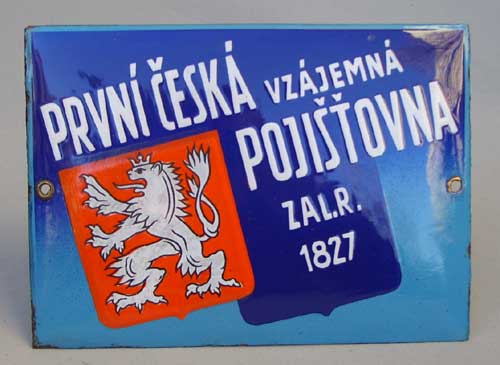 PRVNÍ ČESKÁ
VZÁJEMNÁ
POJIŠŤOVNA
ZAL.R.
1827